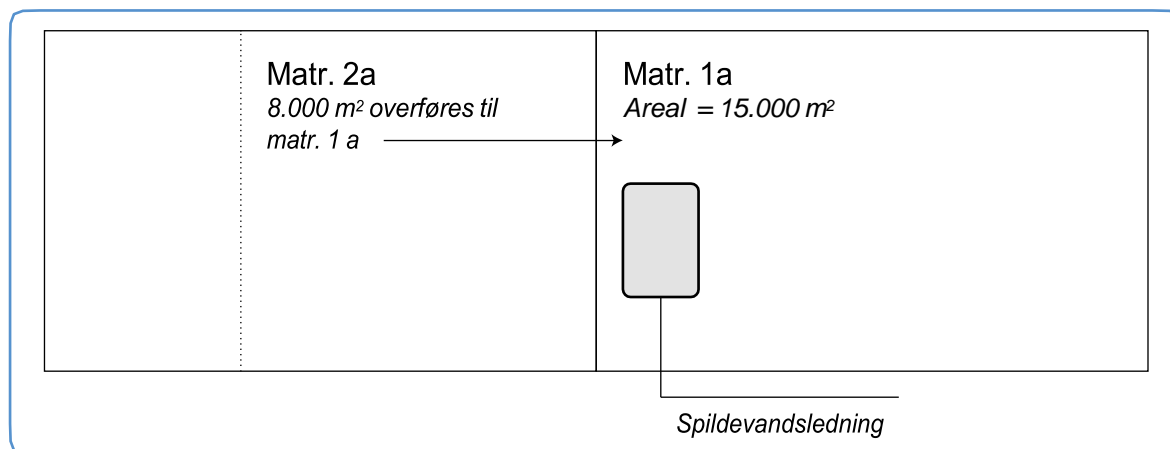 Matr. 2a
8.000 m² overføres til
matr. 1 a
Matr. 1a
Areal = 15.000 m²
Spildevandsledning